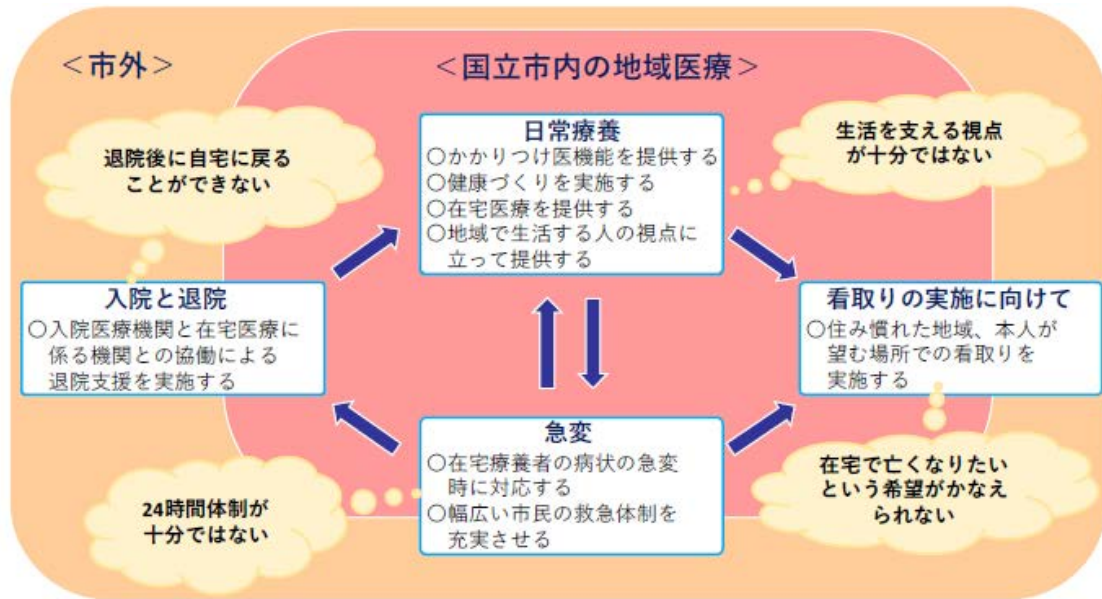 ＜市外＞
＜国立市内の地域医療＞
退院後に自宅に戻る
ことができない
日常療養
○かかりつけ医機能を提供する
○健康づくりを実施する
○在宅医療を提供する
○地域で生活する人の視点に
立って提供する
生活を支える視点
が十分ではない
入院と退院
○入院医療機関と在宅医療に
係る機関との協働による
退院支援を実施する
看取りの実施に向けて
○住み慣れた地域、本人が
望む場所での看取りを
実施する
24時間体制が
十分ではない
急変
○在宅療養者の病状の急変
時に対応する
○幅広い市民の救急体制を
充実させる
在宅で亡くなりたい
という希望がかなえ
られない